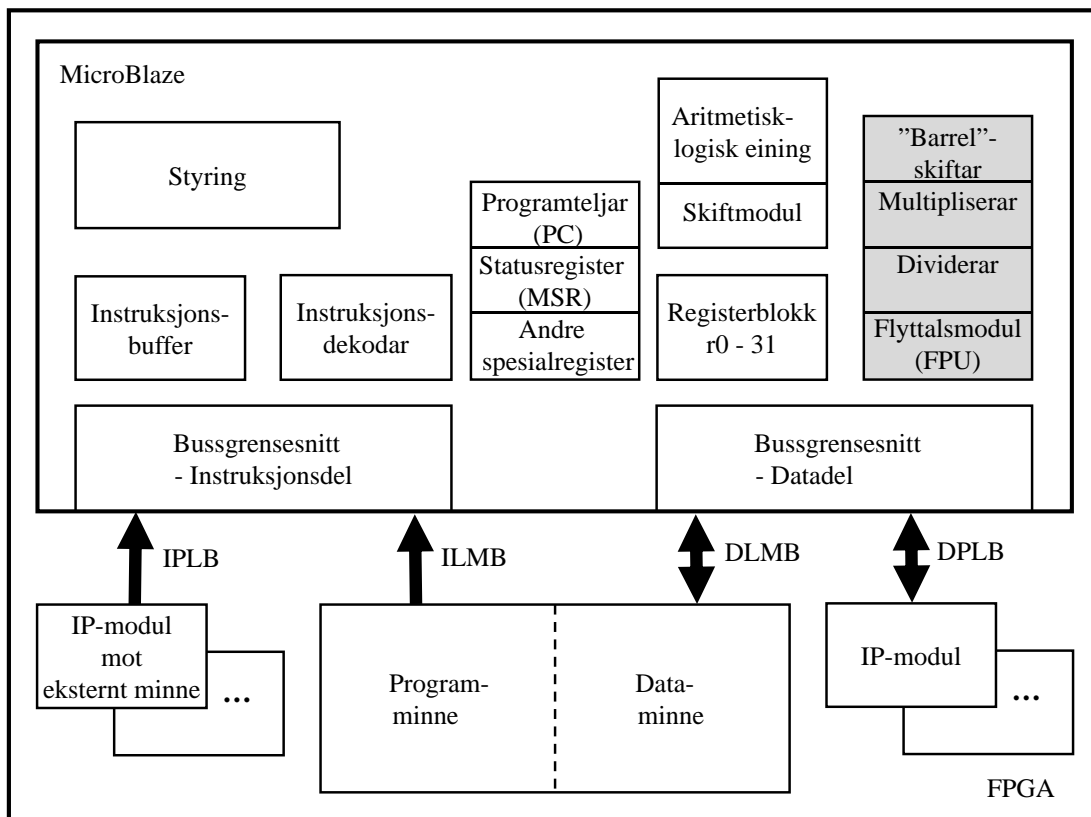 MicroBlaze
Styring
Instruksjons-
buffer
Instruksjons-
dekodar
Programteljar
(PC)
Statusregister
(MSR)
Andre
spesialregister
Aritmetisk-
logisk eining
Skiftmodul
Registerblokk
r0 - 31
”Barrel”-
skiftar
Multipliserar
Dividerar
Flyttalsmodul
(FPU)
Bussgrensesnitt
- Instruksjonsdel
Bussgrensesnitt
- Datadel
IPLB
ILMB
DLMB
DPLB
IP-modul
mot
eksternt minne
...
Program-
minne
Data-
minne
IP-modul
...
FPGA